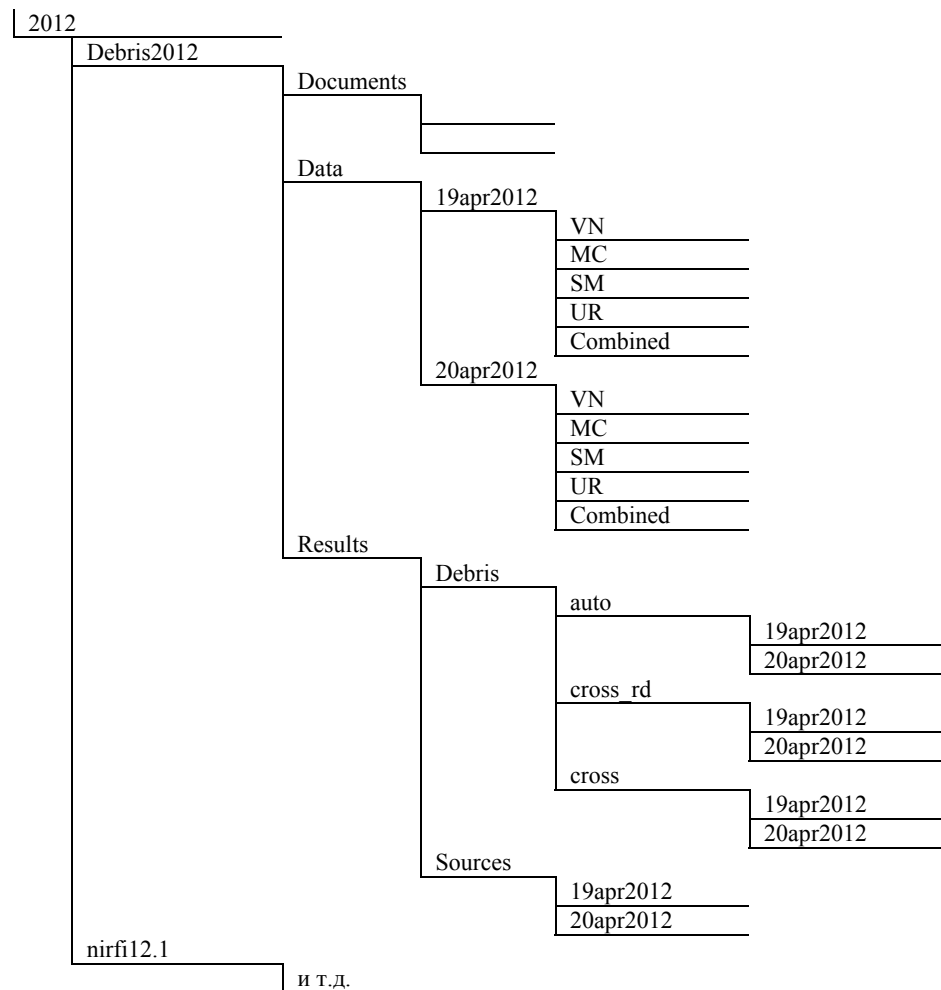 2012
Debris2012
Documents
Data
19apr2012
VN
MC
SM
UR
Combined
20apr2012
VN
MC
SM
UR
Combined
Results
Debris
auto
19apr2012
20apr2012
cross_rd
19apr2012
20apr2012
cross
19apr2012
20apr2012
Sources
19apr2012
20apr2012
nirfi12.1
и т.д.